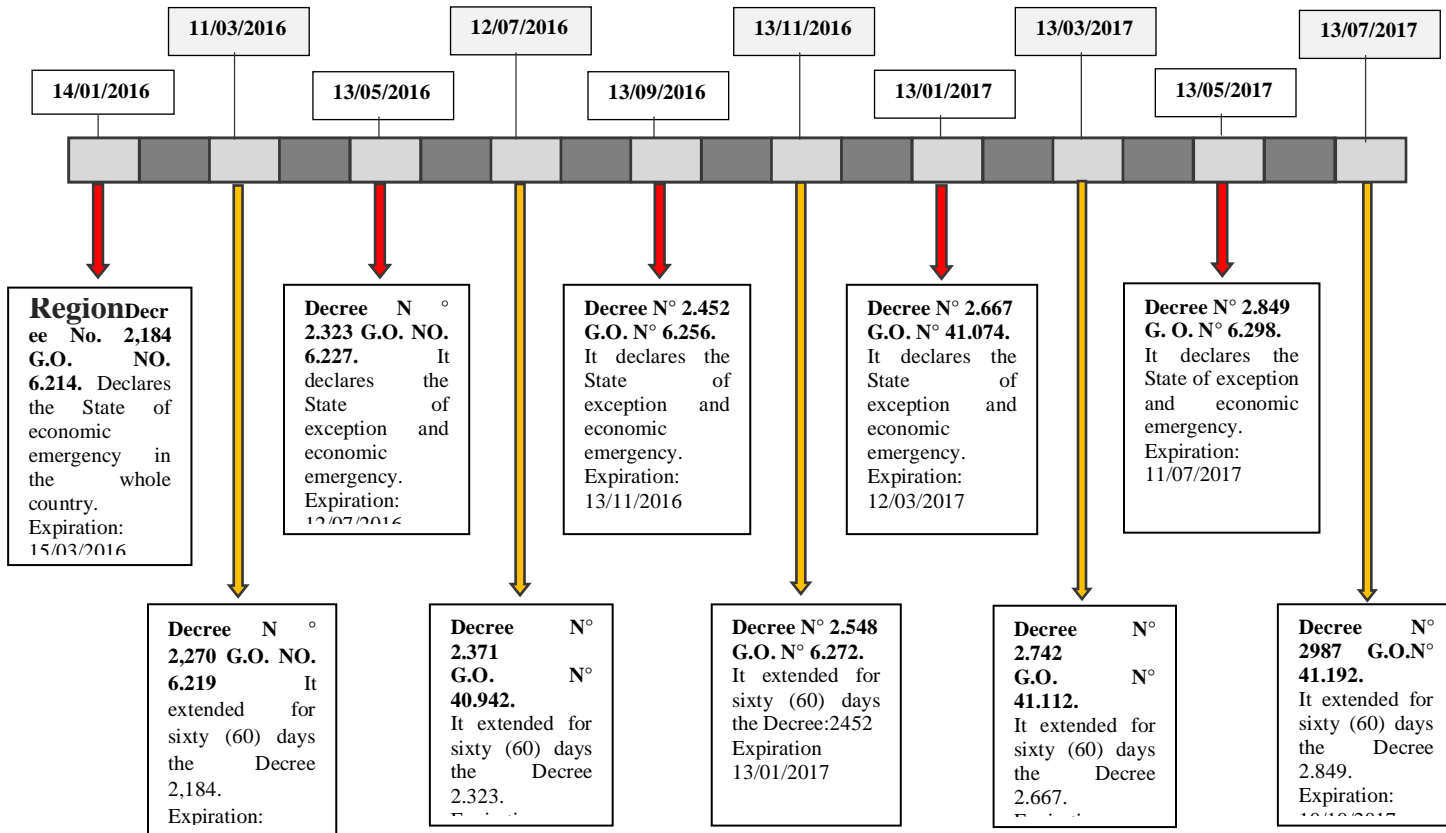 11/03/2016
12/07/2016
13/11/2016
13/03/2017
13/07/2017
14/01/2016
13/05/2016
13/09/2016
13/01/2017
13/05/2017
RegionDecr
ee No. 2,184
G.O. NO.
6.214. Declares
the State of
economic
emergency in
the whole
country.
Expiration:
15/03/2016
Decree N °
2.323 G.O. NO.
6.227. It
declares the
State of
exception and
economic
emergency.
Expiration:
12/07/2016
Decree N° 2.452
G.O. N° 6.256.
It declares the
State of
exception and
economic
emergency.
Expiration:
13/11/2016
Decree N° 2.667
G.O. N° 41.074.
It declares the
State of
exception and
economic
emergency.
Expiration:
12/03/2017
Decree N° 2.849
G. O. N° 6.298.
It declares the
State of exception
and economic
emergency.
Expiration:
11/07/2017
Decree N °
2,270 G.O. NO.
6.219 It
extended for
sixty (60) days
the Decree
2,184.
Expiration:
Decree N°
2.371
G.O. N°
40.942.
It extended for
sixty (60) days
the Decree
2.323.
Decree N° 2.548
G.O. N° 6.272.
It extended for
sixty (60) days
the Decree:2452
Expiration
13/01/2017
Decree N°
2.742
G.O. N°
41.112.
It extended for
sixty (60) days
the Decree
2.667.
Decree N°
2987 G.O.N°
41.192.
It extended for
sixty (60) days
the Decree
2.849.
Expiration: